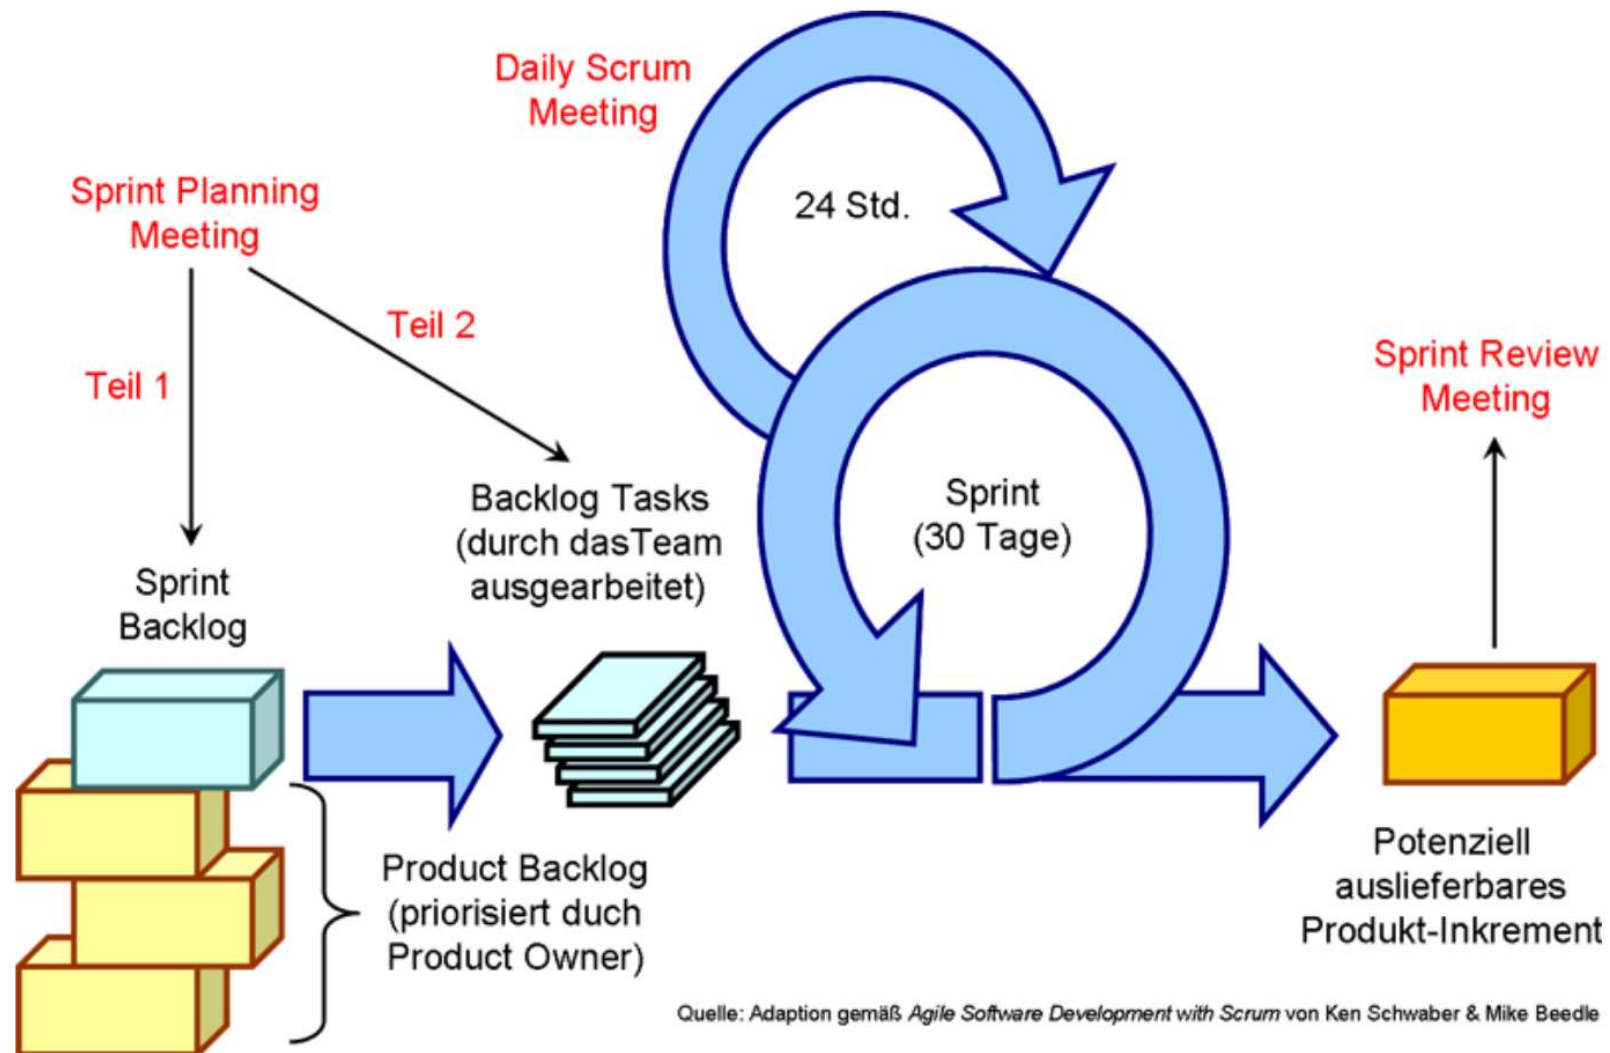 Daily Scrum
Meeting
Sprint Planning
Meeting
24 Std.
Teil 2
Teil 1
Sprint Review
Meeting
Backlog Tasks
(durch dasTeam
ausgearbeitet)
Sprint
(30 Tage)
Sprint
Backlog
Product Backlog
(priorisiert duch
Product Owner)
Potenziell
auslieferbares
Produkt-Inkrement
Quelle: Adaption gemäß Agile Software Development with Scrum von Ken Schwaber & Mike Beedle